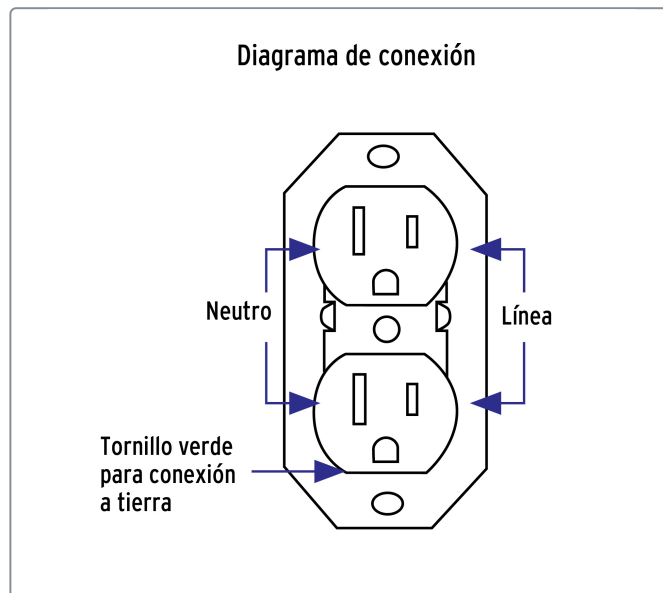 Diagrama de conexión
Neutro
Línea
Tornillo verde
para conexión
a tierra